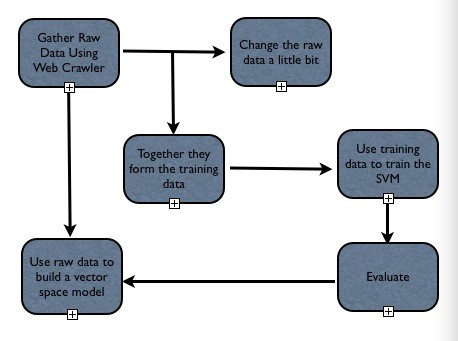 Gather Raw
Data Using
Web Crawler
Change the raw
data a little bit
Together they
form the training
data
Use training
data to train the
SVM
Use raw data to
build a vector
space model
Evaluate